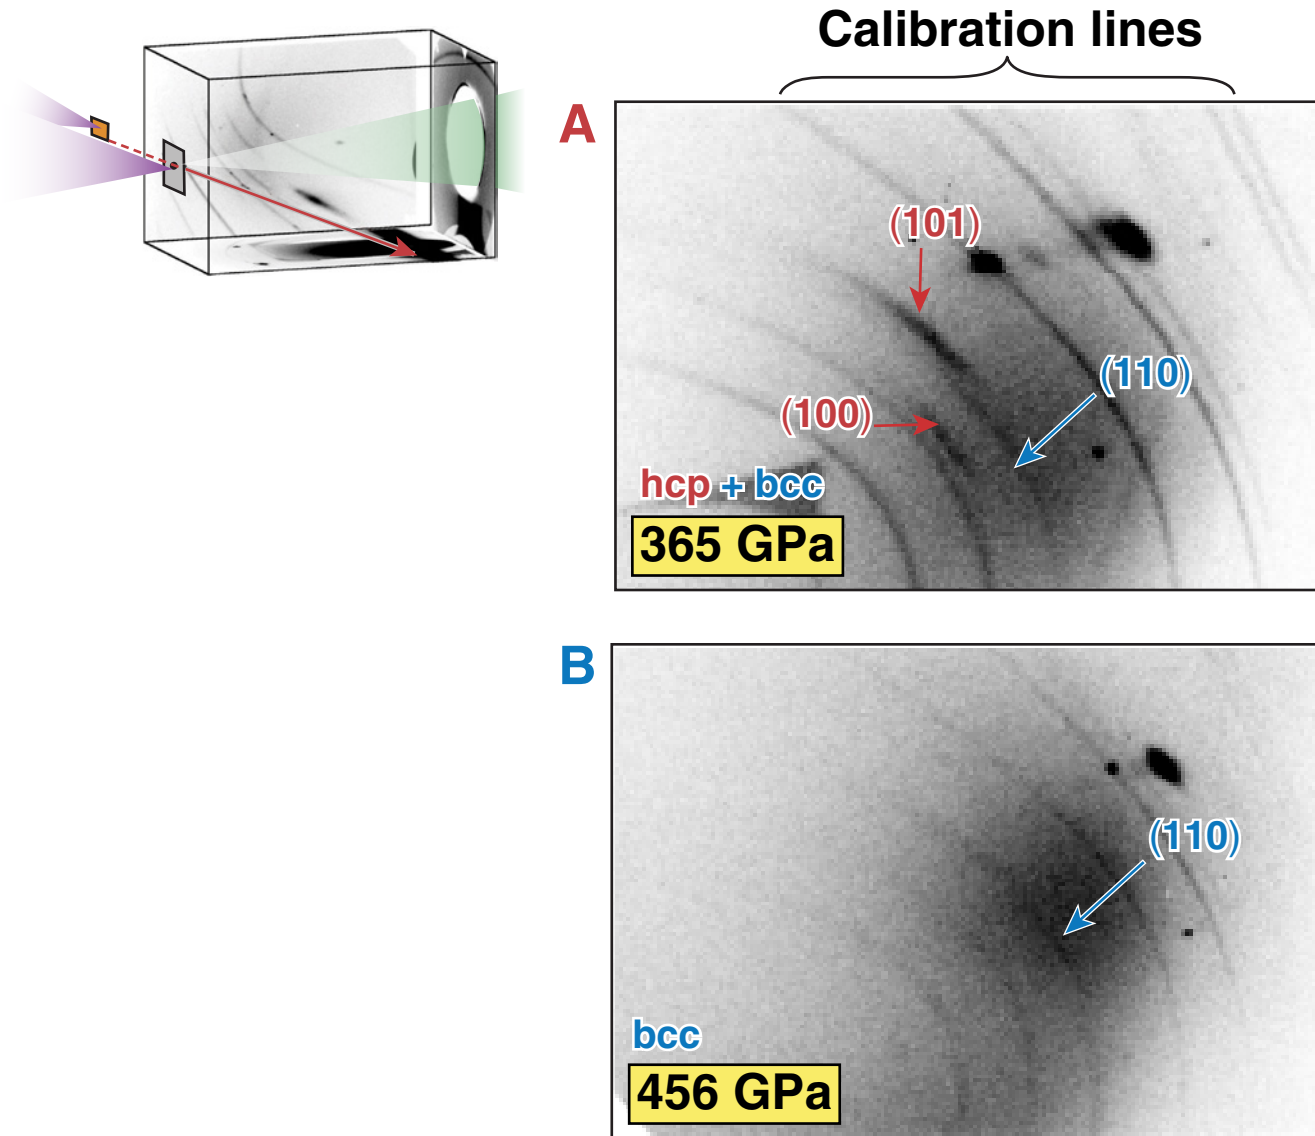 Calibration lines
A
(101)
(110)
(100)
hcp + bcc
365 GPa
B
(110)
bcc
456 GPa